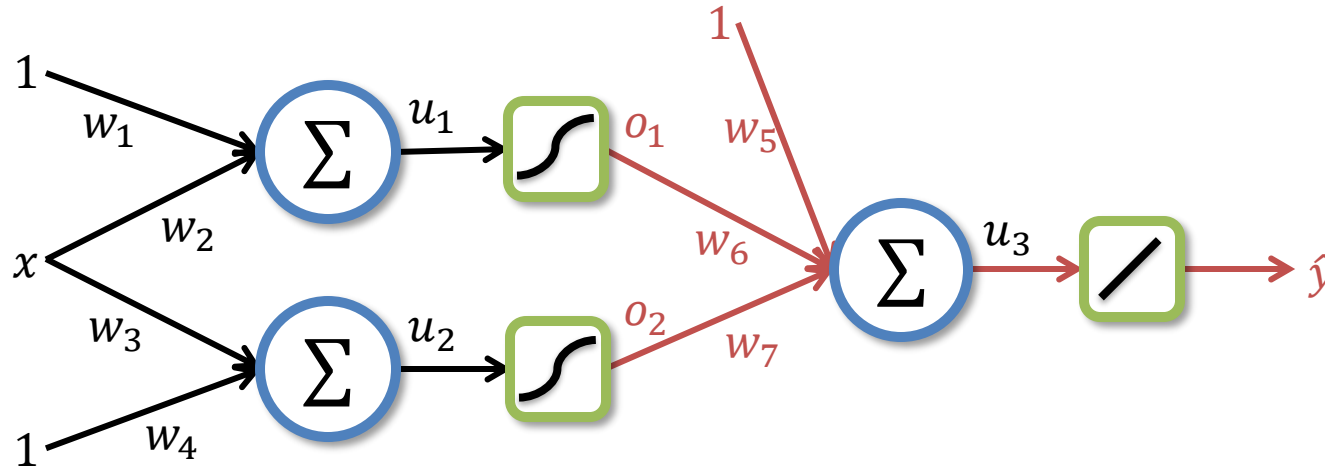 1
1
w₁
u₁
o₁
w₅
Σ
w₂
w₆
u₃
x
Σ
ŷ
w₃
u₂
o₂
w₇
Σ
w₄
1